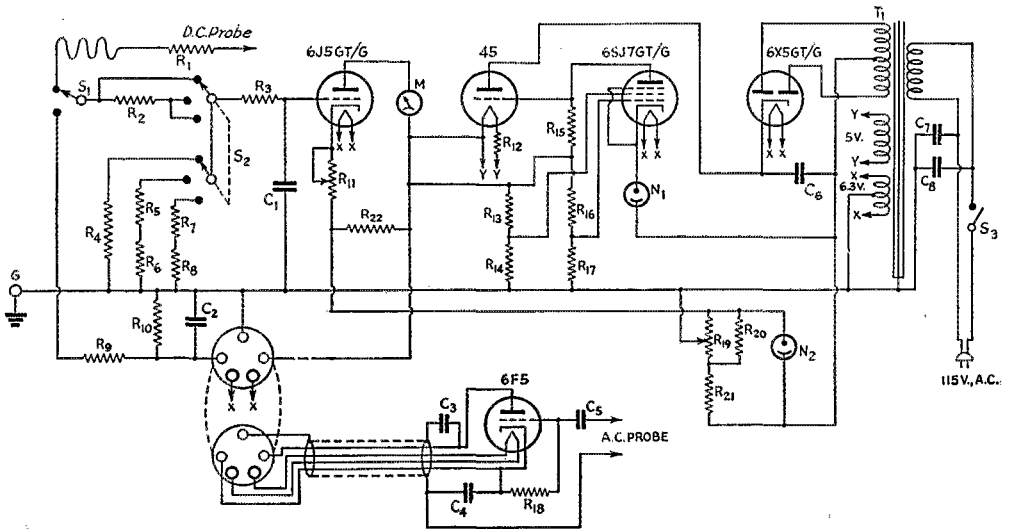 D.C. Probe
R1
6J5GT/G
45
6SJ7GT/G
6X5GT/G
T1
S1
R2
R3
M
R12
R15
Y
5V.
Y
X
6.3V.
X
C7
C8
S2
X X
R11
Y Y
X X
N1
C6
S3
R4
R5
R6
R7
R8
C1
R22
R13
R14
R16
R17
G
R10
C2
R9
R19
R20
R21
N2
X X
115V., A.C.
6F5
C3
C5
A.C. PROBE
C4
R18